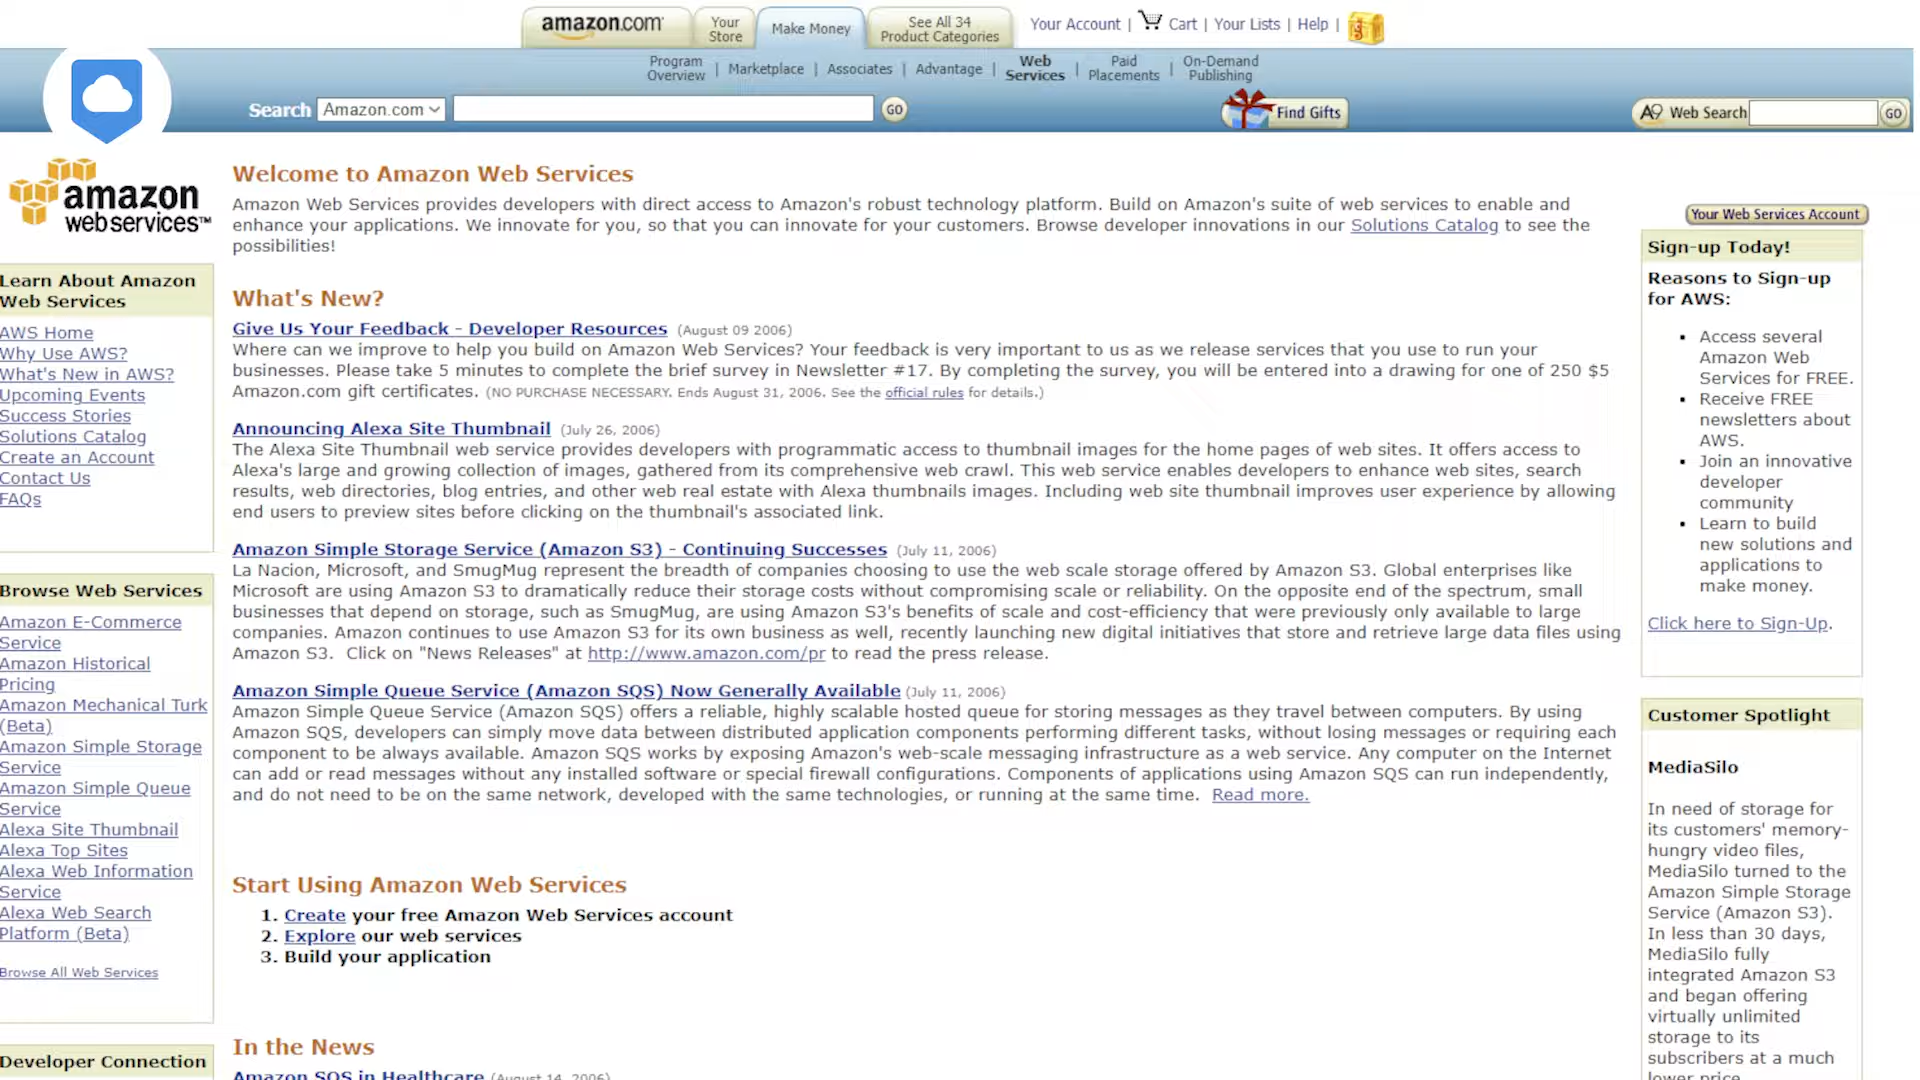 amazon.com
Your
Store
Make Money
See All 34
Product Categories
Your Account | Cart | Your Lists | Help |
Program
Overview | Marketplace | Associates | Advantage | Web
Services | Paid
Placements | On-Demand
Publishing
Search Amazon.com GO
Find Gifts
A9 Web Search GO
amazon
webservices™
Learn About Amazon
Web Services
AWS Home
Why Use AWS?
What's New in AWS?
Upcoming Events
Success Stories
Solutions Catalog
Create an Account
Contact Us
FAQs
Browse Web Services
Amazon E-Commerce
Service
Amazon Historical
Pricing
Amazon Mechanical Turk
(Beta)
Amazon Simple Storage
Service
Amazon Simple Queue
Service
Alexa Site Thumbnail
Alexa Top Sites
Alexa Web Information
Service
Alexa Web Search
Platform (Beta)
Browse All Web Services
Developer Connection
Welcome to Amazon Web Services
Amazon Web Services provides developers with direct access to Amazon's robust technology platform. Build on Amazon's suite of web services to enable and
enhance your applications. We innovate for you, so that you can innovate for your customers. Browse developer innovations in our Solutions Catalog to see the
possibilities!
What's New?
Give Us Your Feedback - Developer Resources (August 09 2006)
Where can we improve to help you build on Amazon Web Services? Your feedback is very important to us as we release services that you use to run your
businesses. Please take 5 minutes to complete the brief survey in Newsletter #17. By completing the survey, you will be entered into a drawing for one of 250 $5
Amazon.com gift certificates. (NO PURCHASE NECESSARY. Ends August 31, 2006. See the official rules for details.)
Announcing Alexa Site Thumbnail (July 26, 2006)
The Alexa Site Thumbnail web service provides developers with programmatic access to thumbnail images for the home pages of web sites. It offers access to
Alexa's large and growing collection of images, gathered from its comprehensive web crawl. This web service enables developers to enhance web sites, search
results, web directories, blog entries, and other web real estate with Alexa thumbnails images. Including web site thumbnail improves user experience by allowing
end users to preview sites before clicking on the thumbnail's associated link.
Amazon Simple Storage Service (Amazon S3) - Continuing Successes (July 11, 2006)
La Nacion, Microsoft, and SmugMug represent the breadth of companies choosing to use the web scale storage offered by Amazon S3. Global enterprises like
Microsoft are using Amazon S3 to dramatically reduce their storage costs without compromising scale or reliability. On the opposite end of the spectrum, small
businesses that depend on storage, such as SmugMug, are using Amazon S3's benefits of scale and cost-efficiency that were previously only available to large
companies. Amazon continues to use Amazon S3 for its own business as well, recently launching new digital initiatives that store and retrieve large data files using
Amazon S3. Click on "News Releases" at http://www.amazon.com/pr to read the press release.
Amazon Simple Queue Service (Amazon SQS) Now Generally Available (July 11, 2006)
Amazon Simple Queue Service (Amazon SQS) offers a reliable, highly scalable hosted queue for storing messages as they travel between computers. By using
Amazon SQS, developers can simply move data between distributed application components performing different tasks, without losing messages or requiring each
component to be always available. Amazon SQS works by exposing Amazon's web-scale messaging infrastructure as a web service. Any computer on the Internet
can add or read messages without any installed software or special firewall configurations. Components of applications using Amazon SQS can run independently,
and do not need to be on the same network, developed with the same technologies, or running at the same time. Read more.
Start Using Amazon Web Services
1. Create your free Amazon Web Services account
2. Explore our web services
3. Build your application
In the News
Amazon SQS in Healthcare (August 14, 2006)
Your Web Services Account
Sign-up Today!
Reasons to Sign-up
for AWS:
• Access several
Amazon Web
Services for FREE.
• Receive FREE
newsletters about
AWS.
• Join an innovative
developer
community
• Learn to build
new solutions and
applications to
make money.
Click here to Sign-Up.
Customer Spotlight
MediaSilo
In need of storage for
its customers' memory-
hungry video files,
MediaSilo turned to the
Amazon Simple Storage
Service (Amazon S3).
In less than 30 days,
MediaSilo fully
integrated Amazon S3
and began offering
virtually unlimited
storage to its
subscribers at a much
lower price